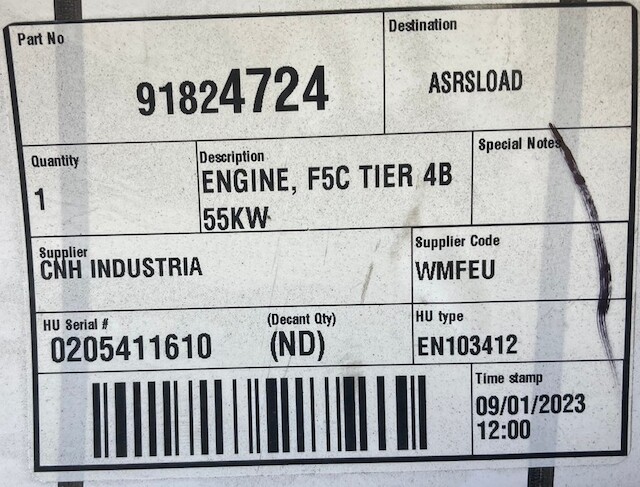 Part No
91824724
Destination
ASRSLOAD
Quantity
1
Description
ENGINE, F5C TIER 4B
55KW
Special Notes
Supplier
CNH INDUSTRIA
Supplier Code
WMFEU
HU Serial #
0205411610
(Decant Qty)
(ND)
HU type
EN103412
Time stamp
09/01/2023
12:00